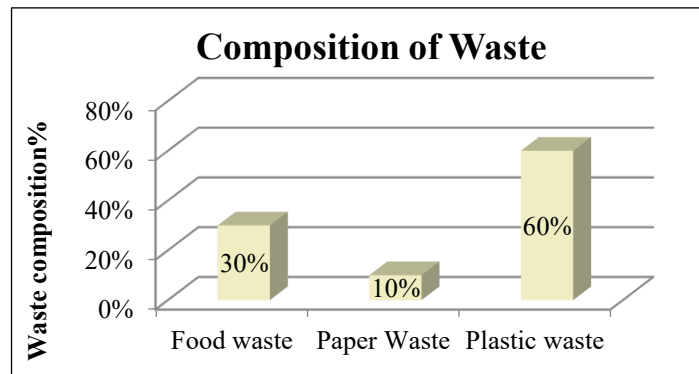 Composition of Waste
Waste composition%
80%
60%
40%
20%
0%
30%
10%
60%
Food waste
Paper Waste
Plastic waste